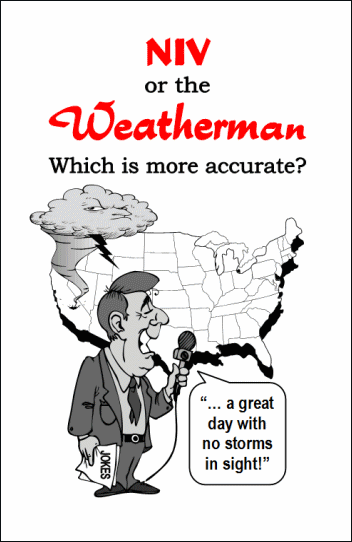 NIV
or the
Weatherman
Which is more accurate?
“... a great
day with
no storms
in sight!”
JOKES